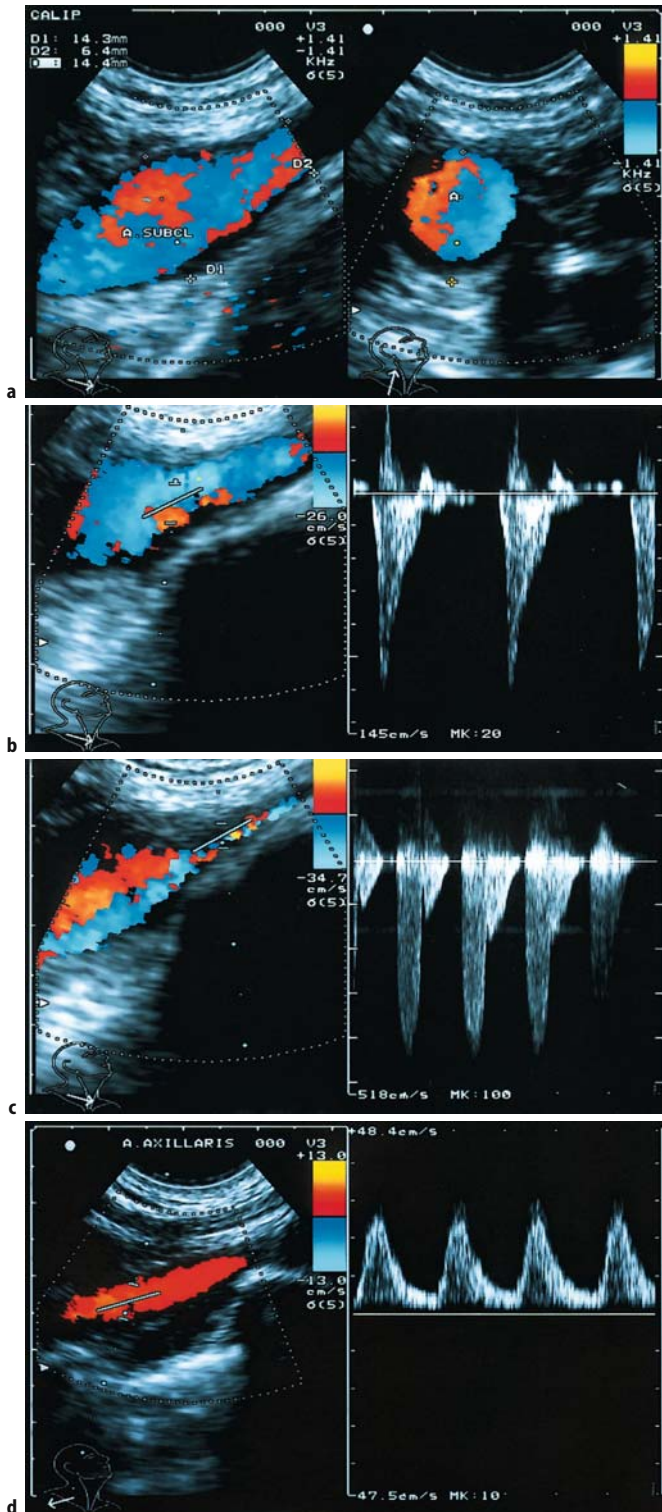 CALIP 000 V3
D1: 14.3mm +1.41
D2: 6.4mm -1.41
D : 14.4mm KHz
σ(5)
D2
A.SUBCL
D1
000 V3
+1.41
A
-1.41
KHz
σ(5)
a
-26.0
cm/s
σ(5)
-145cm/s MK:20
b
-34.7
cm/s
σ(5)
-518cm/s MK:100
c
A.AXILLARIS 000 V3
+13.0
-13.0
cm/s
σ(5)
+48.4cm/s
-47.5cm/s MK:10
d